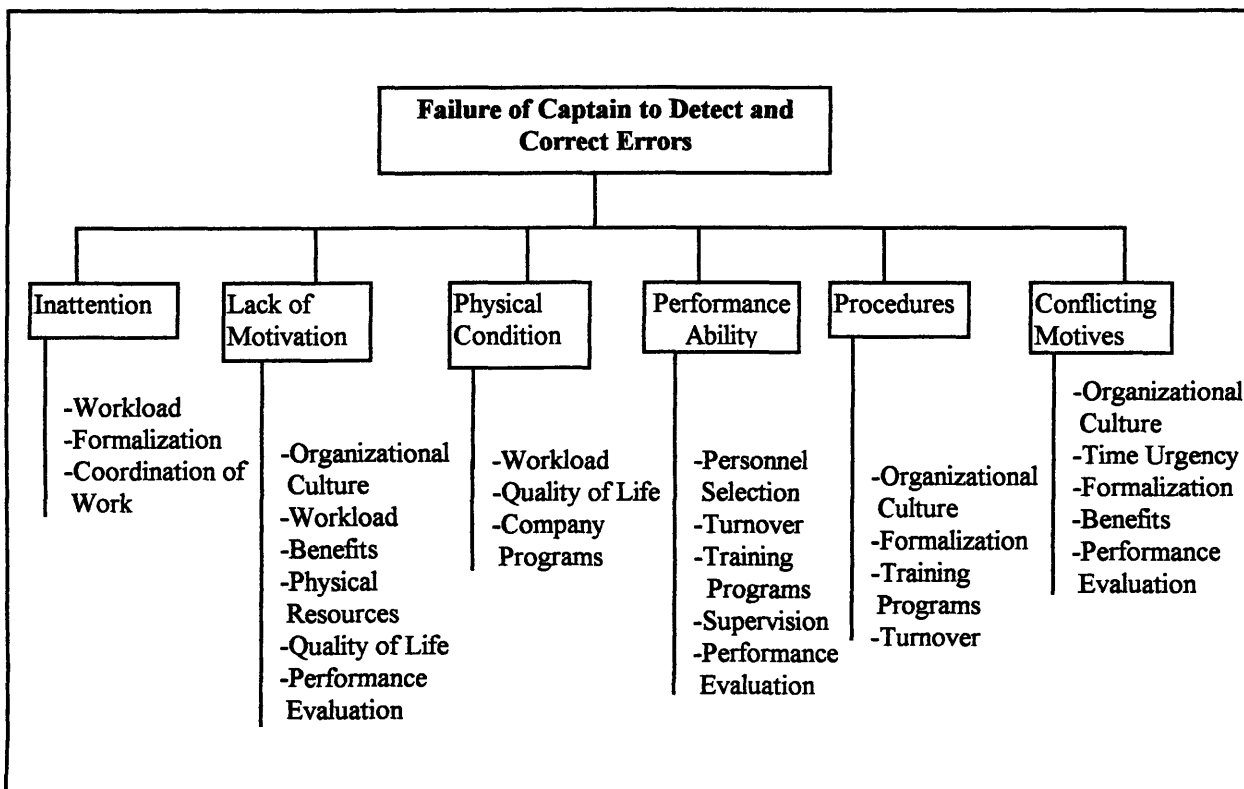 Failure of Captain to Detect and
Correct Errors
Inattention
-Workload
-Formalization
-Coordination of
Work
Lack of
Motivation
-Organizational
Culture
-Workload
-Benefits
-Physical
Resources
-Quality of Life
-Performance
Evaluation
Physical
Condition
-Workload
-Quality of Life
-Company
Programs
Performance
Ability
-Personnel
Selection
-Turnover
-Training
Programs
-Supervision
-Performance
Evaluation
Procedures
-Organizational
Culture
-Formalization
-Training
Programs
-Turnover
Conflicting
Motives
-Organizational
Culture
-Time Urgency
-Formalization
-Benefits
-Performance
Evaluation